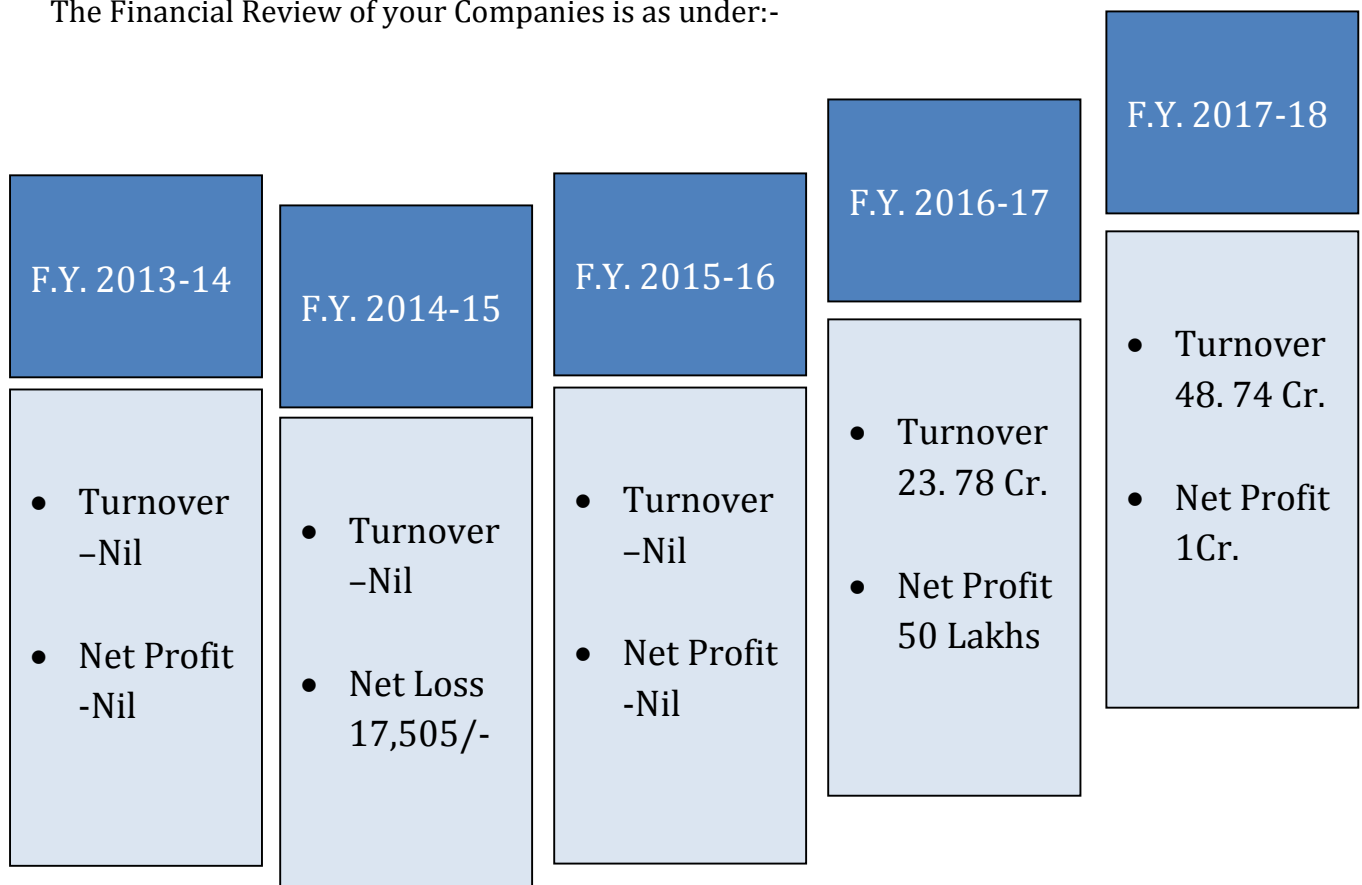 The Financial Review of your Companies is as under:-
F.Y. 2013-14
• Turnover
–Nil
• Net Profit
-Nil
F.Y. 2014-15
• Turnover
–Nil
• Net Loss
17,505/-
F.Y. 2015-16
• Turnover
–Nil
• Net Profit
-Nil
F.Y. 2016-17
• Turnover
23. 78 Cr.
• Net Profit
50 Lakhs
F.Y. 2017-18
• Turnover
48. 74 Cr.
• Net Profit
1Cr.